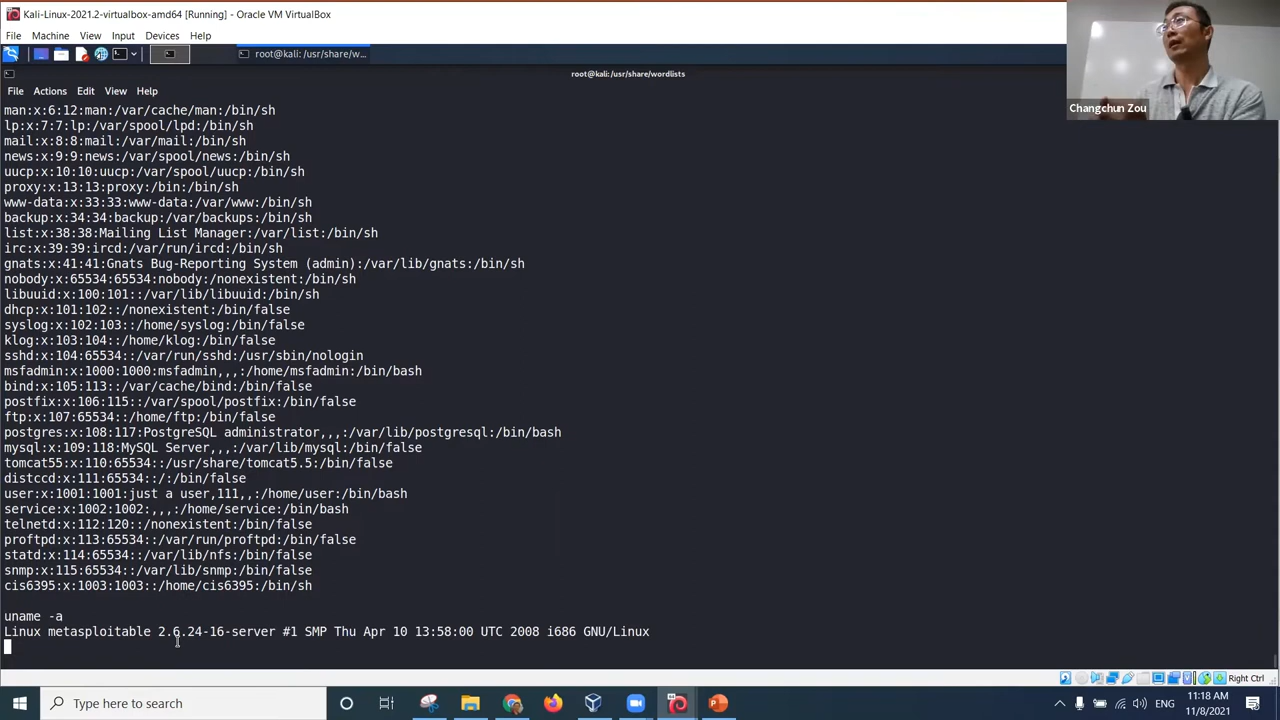 Kali-Linux-2021.2-virtualbox-amd64 [Running] - Oracle VM VirtualBox
File Machine View Input Devices Help
root@kali: /usr/share/w...
root@kali: /usr/share/wordlists
File Actions Edit View Help
man:x:6:12:man:/var/cache/man:/bin/sh
lp:x:7:7:lp:/var/spool/lpd:/bin/sh
mail:x:8:8:mail:/var/mail:/bin/sh
news:x:9:9:news:/var/spool/news:/bin/sh
uucp:x:10:10:uucp:/var/spool/uucp:/bin/sh
proxy:x:13:13:proxy:/bin:/bin/sh
www-data:x:33:33:www-data:/var/www:/bin/sh
backup:x:34:34:backup:/var/backups:/bin/sh
list:x:38:38:Mailing List Manager:/var/list:/bin/sh
irc:x:39:39:ircd:/var/run/ircd:/bin/sh
gnats:x:41:41:Gnats Bug-Reporting System (admin):/var/lib/gnats:/bin/sh
nobody:x:65534:65534:nobody:/nonexistent:/bin/sh
libuuid:x:100:101::/var/lib/libuuid:/bin/sh
dhcp:x:101:102::/nonexistent:/bin/false
syslog:x:102:103::/home/syslog:/bin/false
klog:x:103:104::/home/klog:/bin/false
sshd:x:104:65534::/var/run/sshd:/usr/sbin/nologin
msfadmin:x:1000:1000:msfadmin,,,:/home/msfadmin:/bin/bash
bind:x:105:113::/var/cache/bind:/bin/false
postfix:x:106:115::/var/spool/postfix:/bin/false
ftp:x:107:65534::/home/ftp:/bin/false
postgres:x:108:117:PostgreSQL administrator,,,:/var/lib/postgresql:/bin/bash
mysql:x:109:118:MySQL Server,,,:/var/lib/mysql:/bin/false
tomcat55:x:110:65534::/usr/share/tomcat5.5:/bin/false
distccd:x:111:65534::/:/bin/false
user:x:1001:1001:just a user,111,,:/home/user:/bin/bash
service:x:1002:1002:,,,:/home/service:/bin/bash
telnetd:x:112:120::/nonexistent:/bin/false
proftpd:x:113:65534::/var/run/proftpd:/bin/false
statd:x:114:65534::/var/lib/nfs:/bin/false
snmp:x:115:65534::/var/lib/snmp:/bin/false
cis6395:x:1003:1003::/home/cis6395:/bin/sh
uname -a
Linux metasploitable 2.6.24-16-server #1 SMP Thu Apr 10 13:58:00 UTC 2008 i686 GNU/Linux
Changchun Zou
Right Ctrl
Type here to search
ENG
11:18 AM
11/8/2021